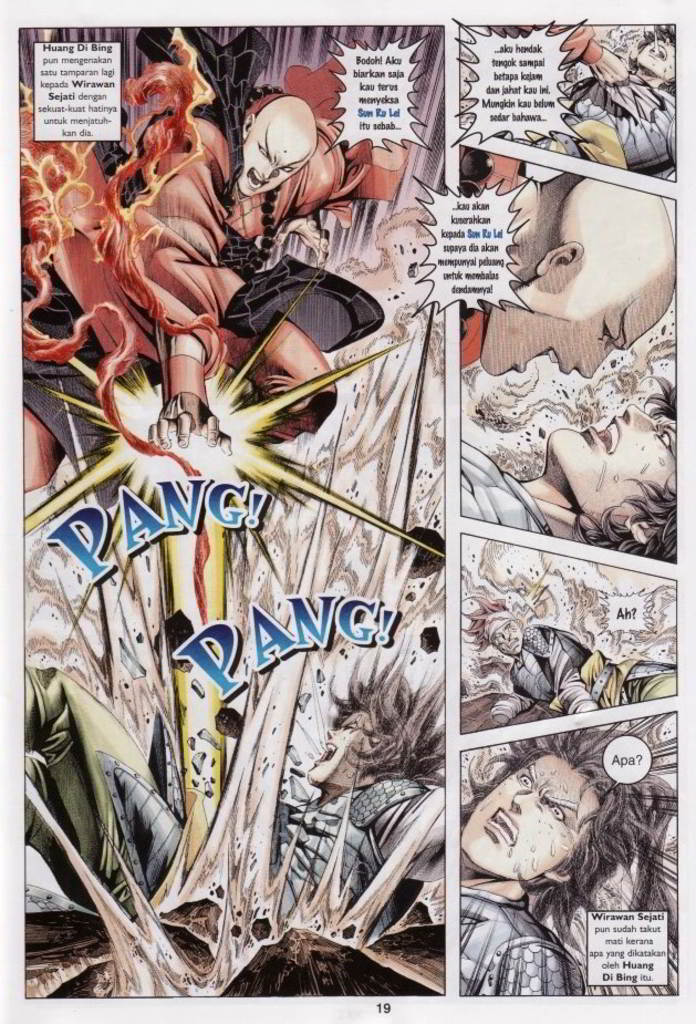 Huang Di Bing
pun mengenakan
satu tamparan lagi
kepada Wirawan
Sejati dengan
sekuat-kuat hatinya
untuk menjatuh-
kan dia.
Bodoh! Aku
biarkan saja
kau terus
menyeksa
Sun Ku Lei
itu sebab...
PANG!
PANG!
...aku hendak
tengok sampai
betapa kejam
dan jahat kau ini.
Mungkin kau belum
sedar bahawa...
...kau akan
kuserahkan
kepada Sun Ku Lei
supaya dia akan
mempunyai peluang
untuk membalas
dendamnya!
Ah?
Apa?
Wirawan Sejati
pun sudah takut
mati kerana
apa yang dikatakan
oleh Huang
Di Bing itu.
19